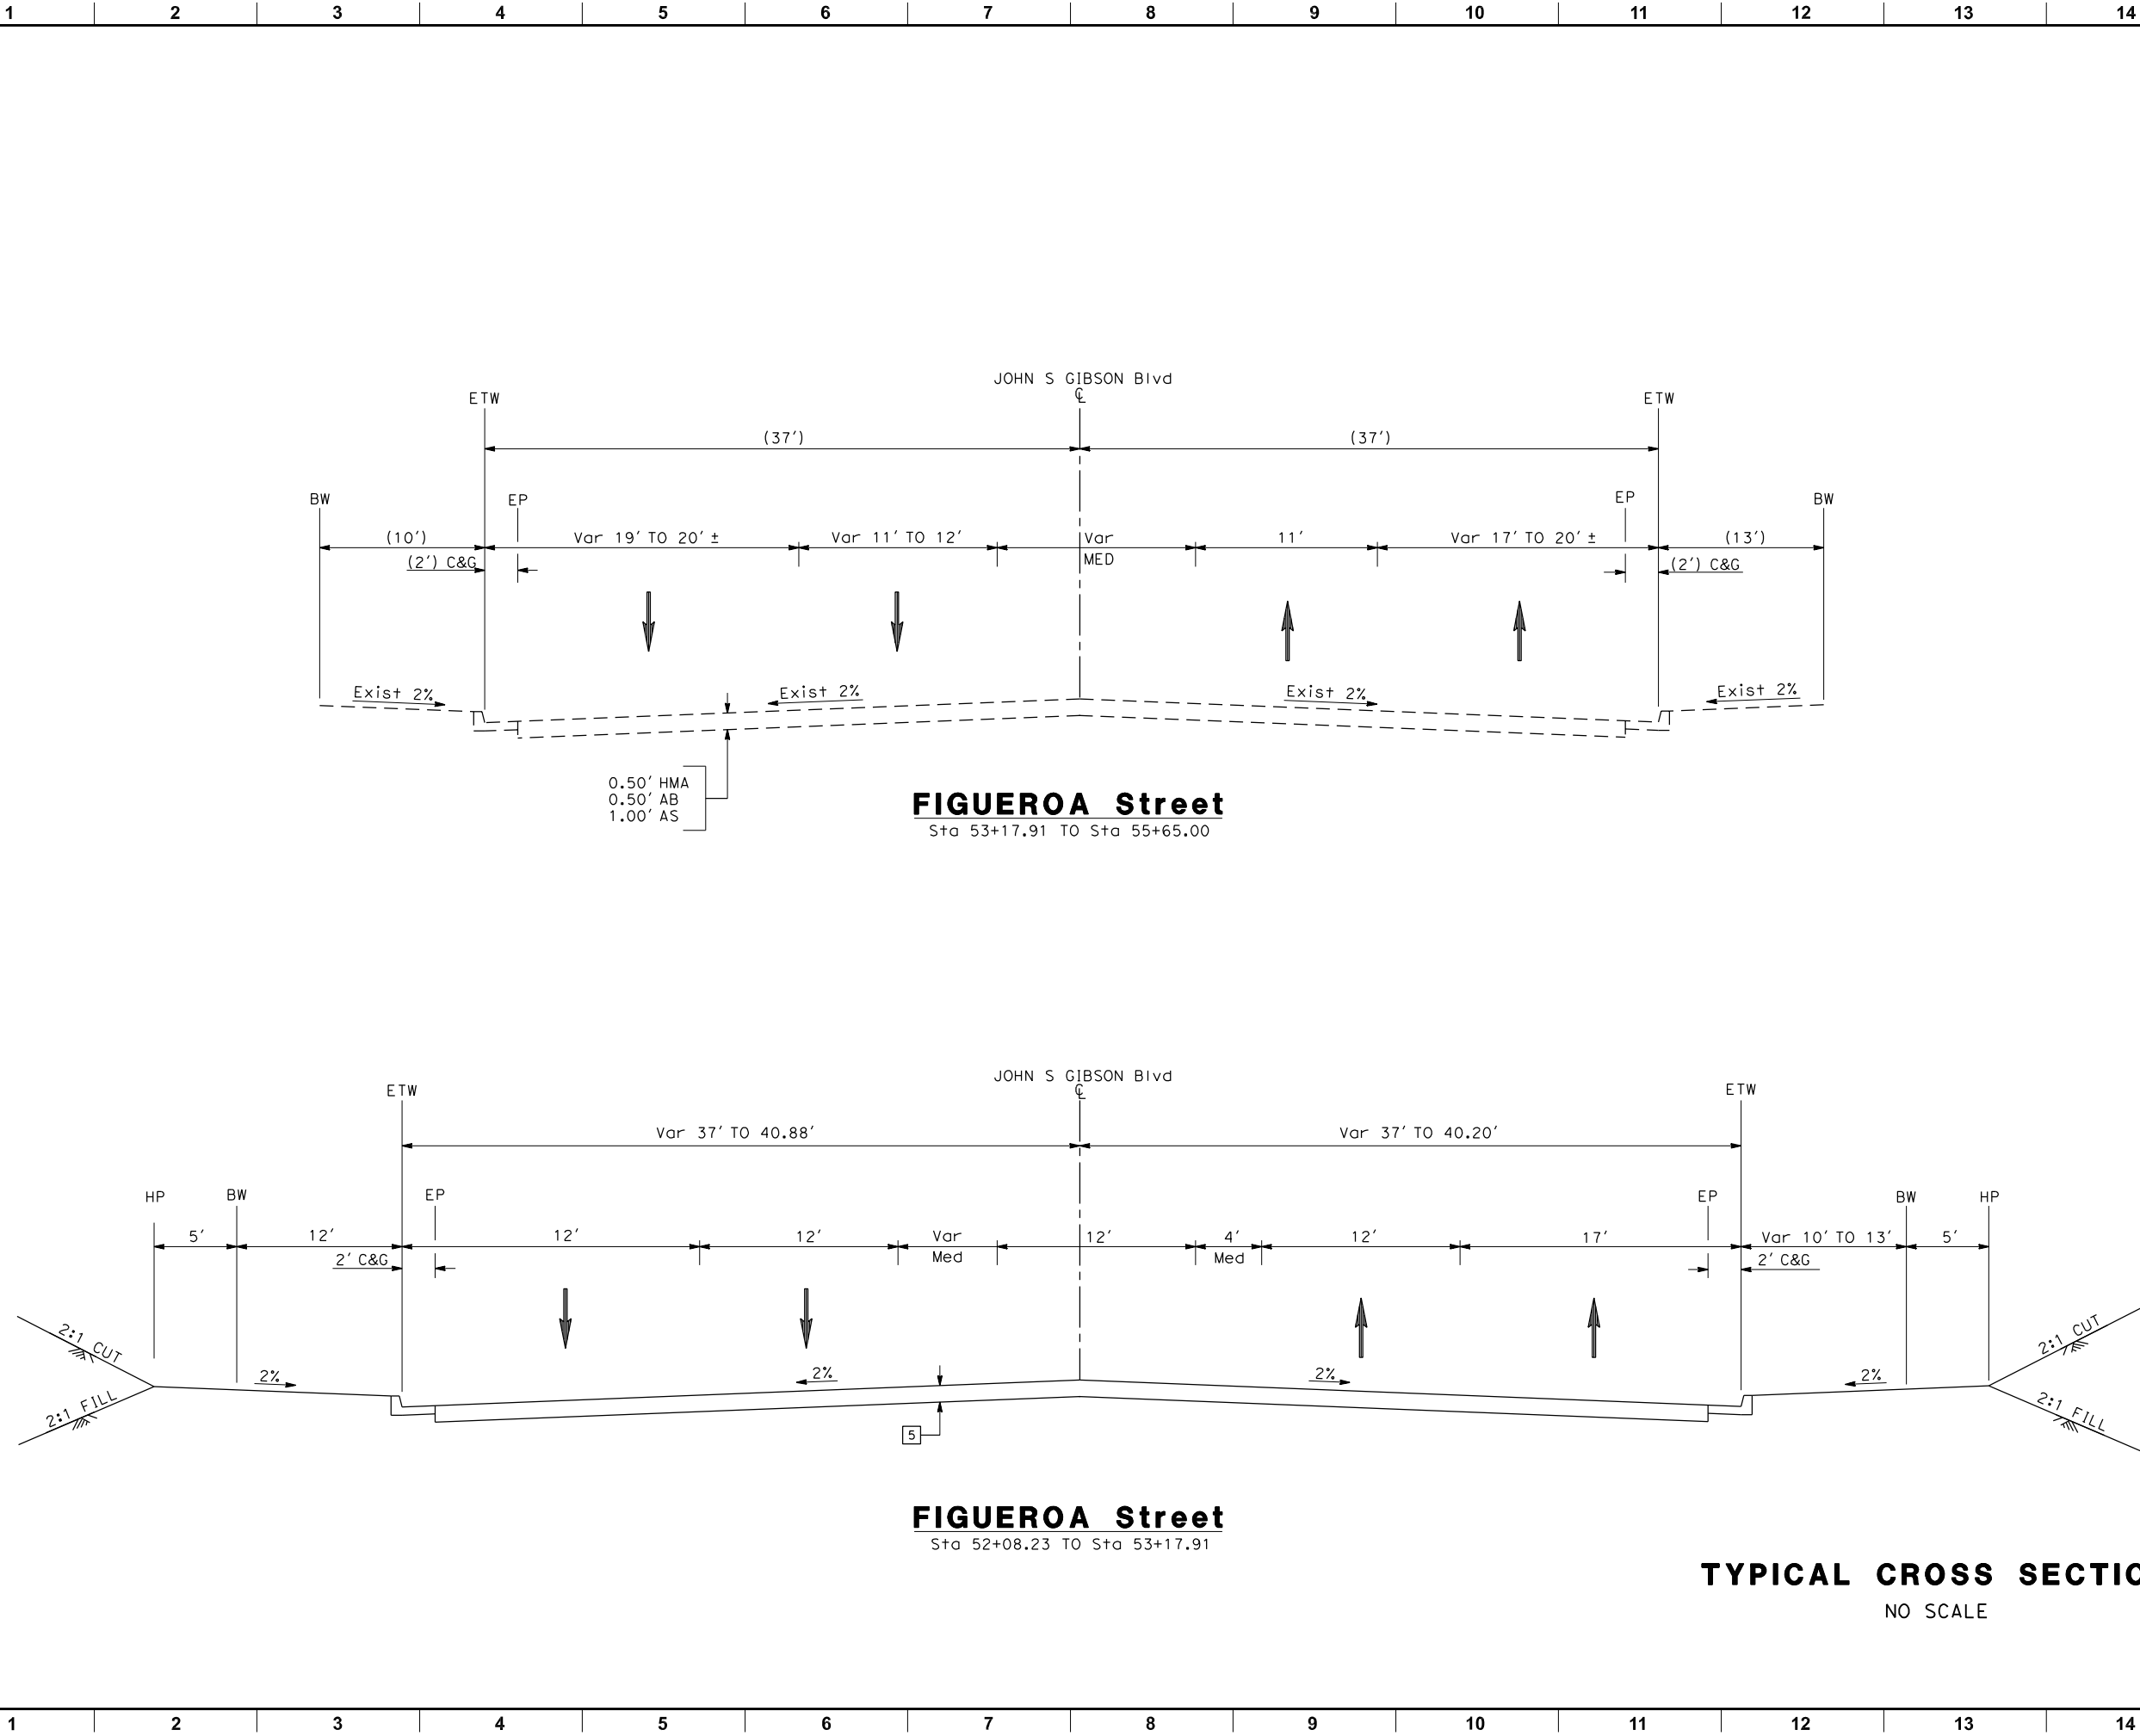 1 2 3 4 5 6 7 8 9 10 11 12 13 14
JOHN S GIBSON Blvd
℄
ETW ETW
(37') (37')
BW EP EP BW
(10') Var 19' TO 20' ± Var 11' TO 12' Var 11' Var 17' TO 20' ± (13')
(2') C&G MED (2') C&G
Exist 2% Exist 2% Exist 2% Exist 2%
0.50' HMA
0.50' AB
1.00' AS
FIGUEROA Street
Sta 53+17.91 TO Sta 55+65.00
JOHN S GIBSON Blvd
℄
ETW ETW
Var 37' TO 40.88' Var 37' TO 40.20'
HP BW EP EP BW HP
5' 12' 12' 12' Var 12' 4' 12' 17' Var 10' TO 13' 5'
2' C&G Med Med 2' C&G
2:1 CUT 2:1 CUT
2% 2% 2% 2%
2:1 FILL 2:1 FILL
5
FIGUEROA Street
Sta 52+08.23 TO Sta 53+17.91
TYPICAL CROSS SECTIO
NO SCALE
1 2 3 4 5 6 7 8 9 10 11 12 13 14